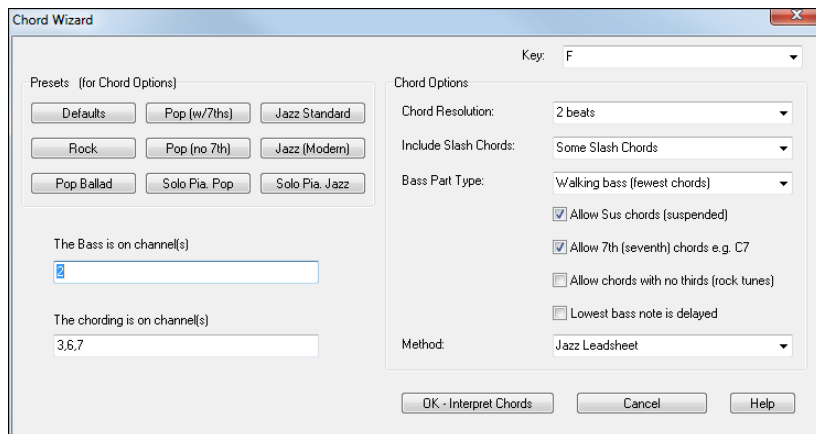 Chord Wizard
Key: F
Presets (for Chord Options)
Defaults Pop (w/7ths) Jazz Standard
Rock Pop (no 7th) Jazz (Modern)
Pop Ballad Solo Pia. Pop Solo Pia. Jazz
The Bass is on channel(s)
2
The chording is on channel(s)
3,6,7
Chord Options
Chord Resolution: 2 beats
Include Slash Chords: Some Slash Chords
Bass Part Type: Walking bass (fewest chords)
Allow Sus chords (suspended)
Allow 7th (seventh) chords e.g. C7
Allow chords with no thirds (rock tunes)
Lowest bass note is delayed
Method: Jazz Leadsheet
OK - Interpret Chords Cancel Help